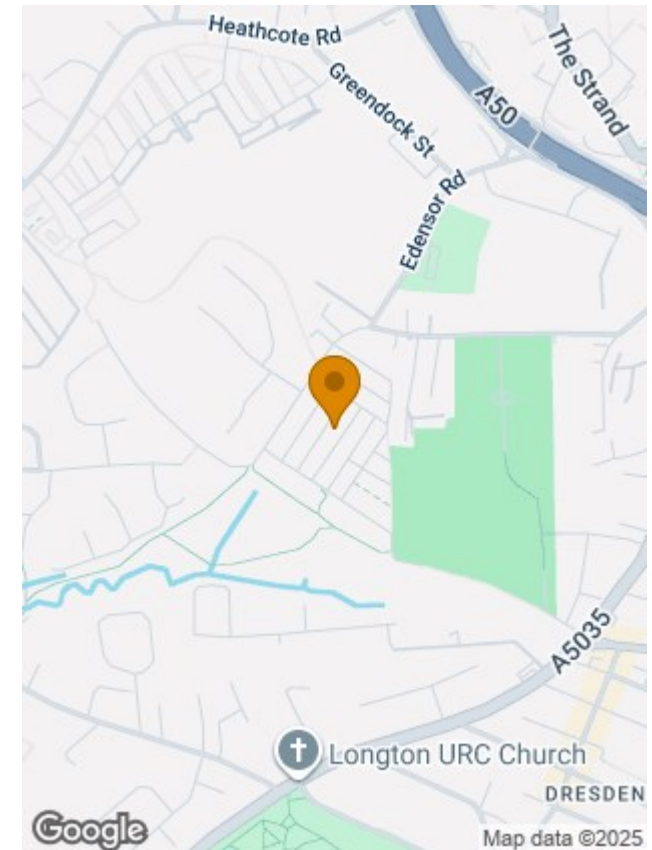 Heathcote Rd
The Strand
Greendock St
A50
Edensor Rd
A5035
Longton URC Church
DRESDEN
Google
Map data ©2025